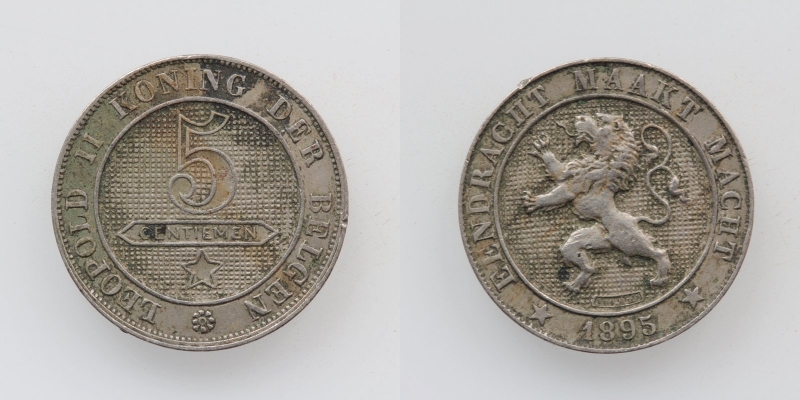 LEOPOLD II KONING DER BELGEN
5
CENTIEMEN
EENDRACHT MAAKT MACHT
1895